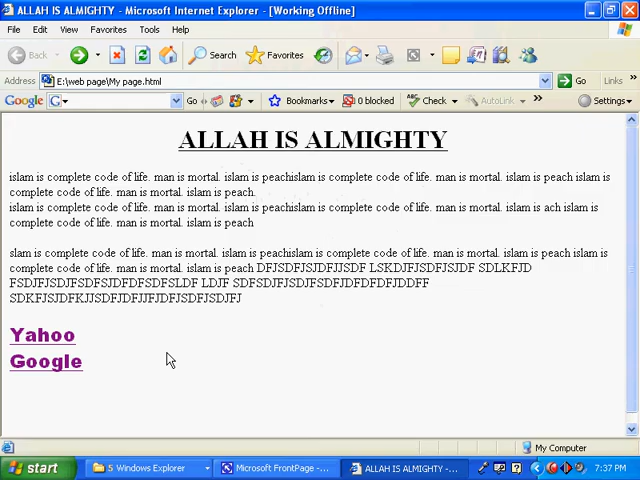 ALLAH IS ALMIGHTY - Microsoft Internet Explorer - [Working Offline]
File Edit View Favorites Tools Help
Back Search Favorites
Address E:\web page\My page.html Go Links »
Google G Go Bookmarks 0 blocked ABC Check AutoLink » Settings
ALLAH IS ALMIGHTY
islam is complete code of life. man is mortal. islam is peachislam is complete code of life. man is mortal. islam is peach islam is
complete code of life. man is mortal. islam is peach.
islam is complete code of life. man is mortal. islam is peachislam is complete code of life. man is mortal. islam is ach islam is
complete code of life. man is mortal. islam is peach
slam is complete code of life. man is mortal. islam is peachislam is complete code of life. man is mortal. islam is peach islam is
complete code of life. man is mortal. islam is peach DFJSDFJSJDFJJSDF LSKDJFJSDFJSJDF SDLKFJD
FSDJFJSDJFSDFSJDFDFSDFSLDF LDJF SDFSDJFJSDJFSDFJDFDFDFJDDFF
SDKFJSJDFKJJSDFJDFJJFJDFJSDFJSDJFJ
Yahoo
Google
My Computer
start 5 Windows Explorer Microsoft FrontPage -... ALLAH IS ALMIGHTY -... 7:37 PM